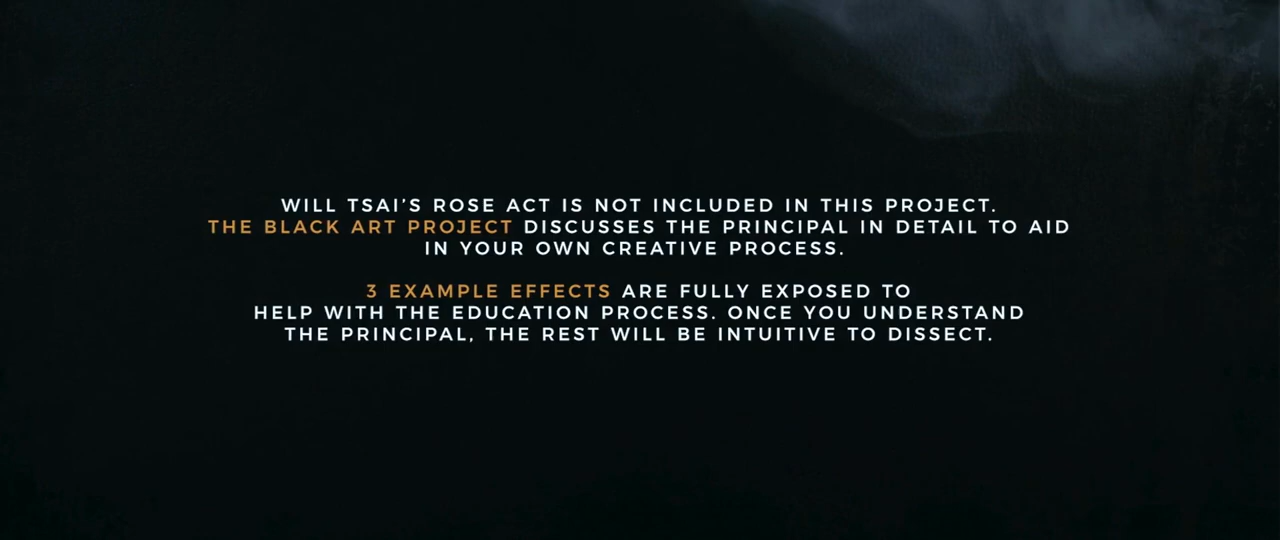 WILL TSAI'S ROSE ACT IS NOT INCLUDED IN THIS PROJECT.
THE BLACK ART PROJECT DISCUSSES THE PRINCIPAL IN DETAIL TO AID
IN YOUR OWN CREATIVE PROCESS.
3 EXAMPLE EFFECTS ARE FULLY EXPOSED TO
HELP WITH THE EDUCATION PROCESS. ONCE YOU UNDERSTAND
THE PRINCIPAL, THE REST WILL BE INTUITIVE TO DISSECT.